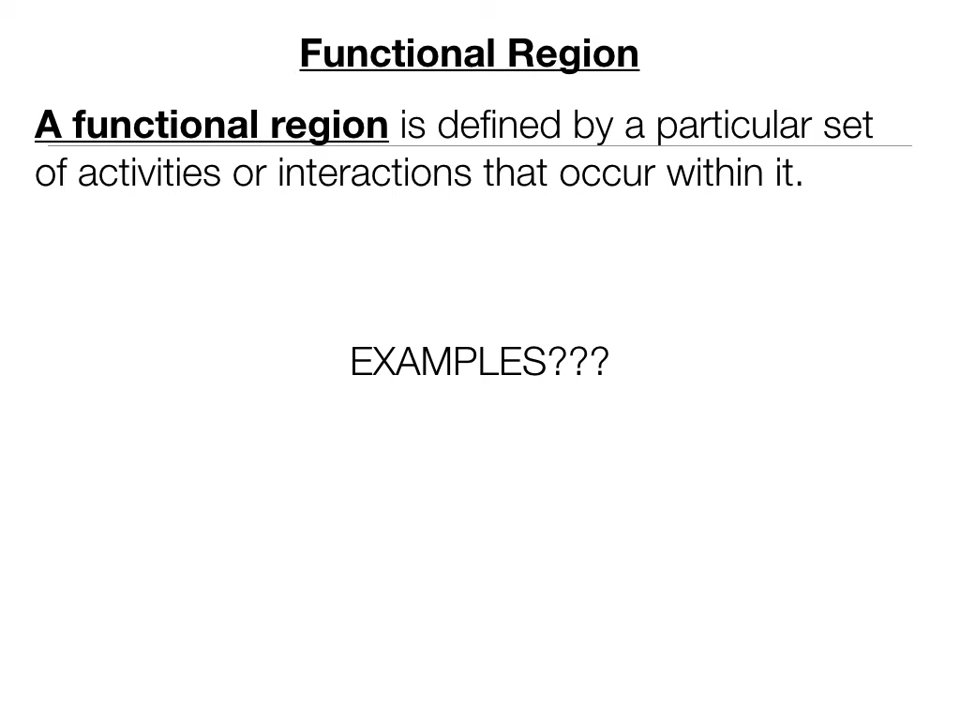 Functional Region
A functional region is defined by a particular set
of activities or interactions that occur within it.
EXAMPLES???